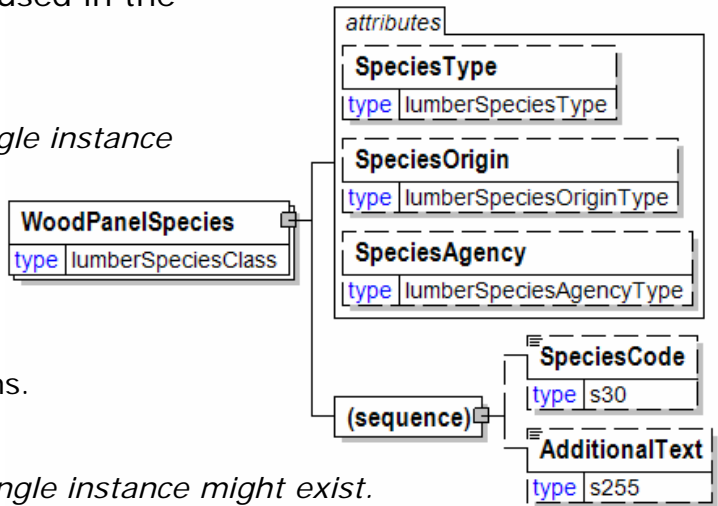 used in the
gle instance
s.
ngle instance might exist.
WoodPanelSpecies
type lumberSpeciesClass
attributes
SpeciesType
type lumberSpeciesType
SpeciesOrigin
type lumberSpeciesOriginType
SpeciesAgency
type lumberSpeciesAgencyType
(sequence)
SpeciesCode
type s30
AdditionalText
type s255